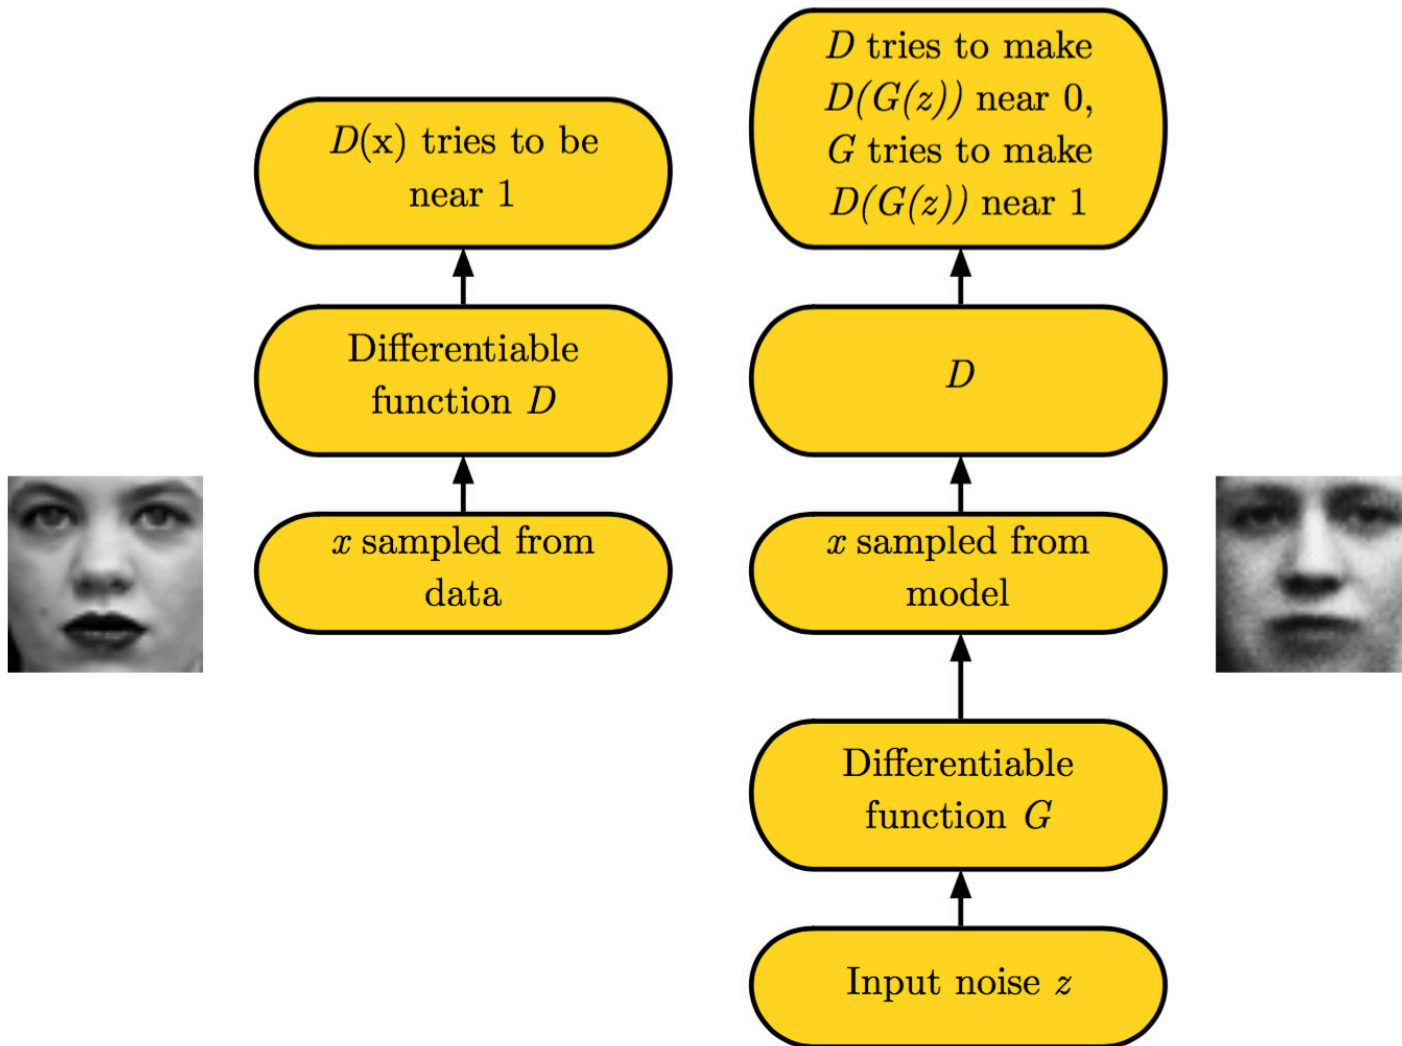 D(x) tries to be
near 1
Differentiable
function D
x sampled from
data
D tries to make
D(G(z)) near 0,
G tries to make
D(G(z)) near 1
D
x sampled from
model
Differentiable
function G
Input noise z